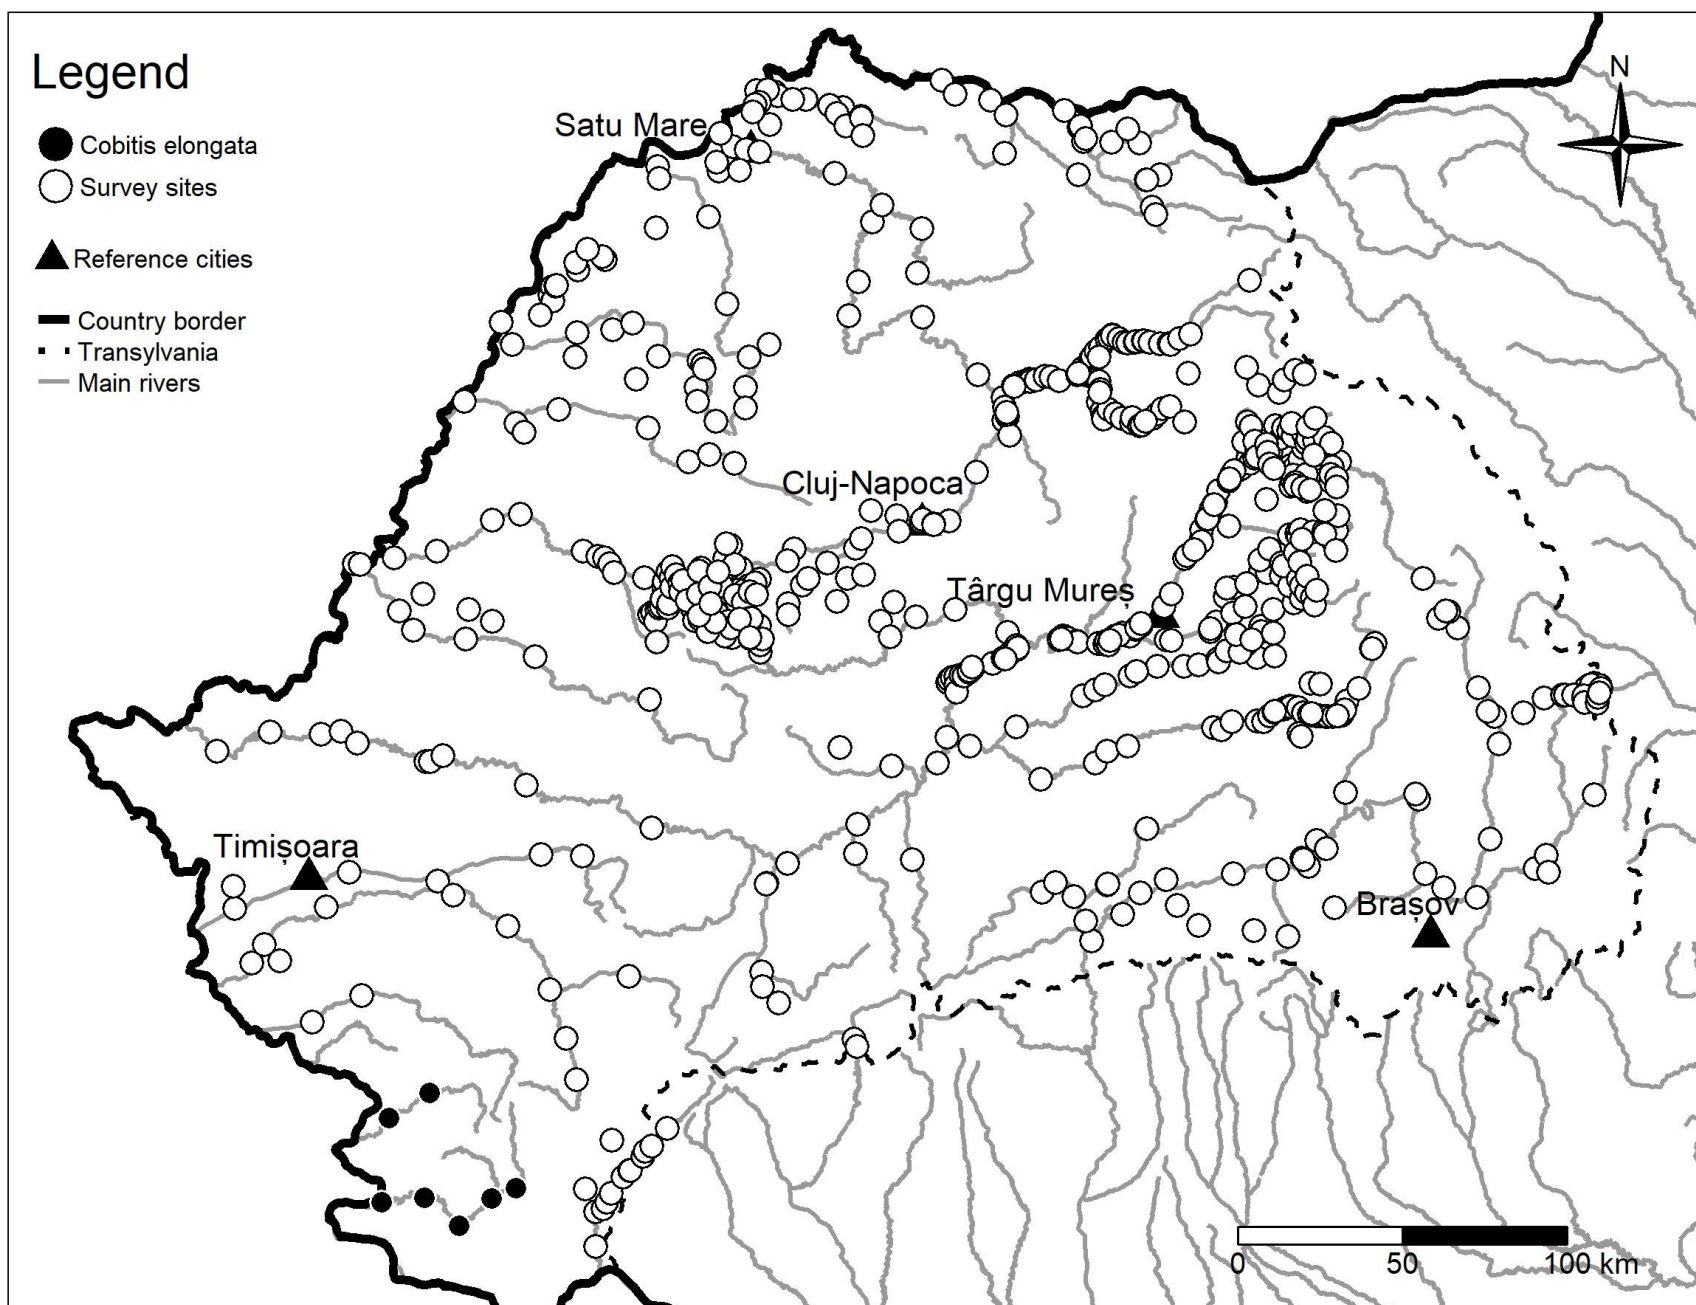 Legend
Cobitis elongata
Survey sites
Reference cities
Country border
Transylvania
Main rivers
N
Satu Mare
Cluj-Napoca
Târgu Mureș
Timișoara
Brașov
0 50 100 km